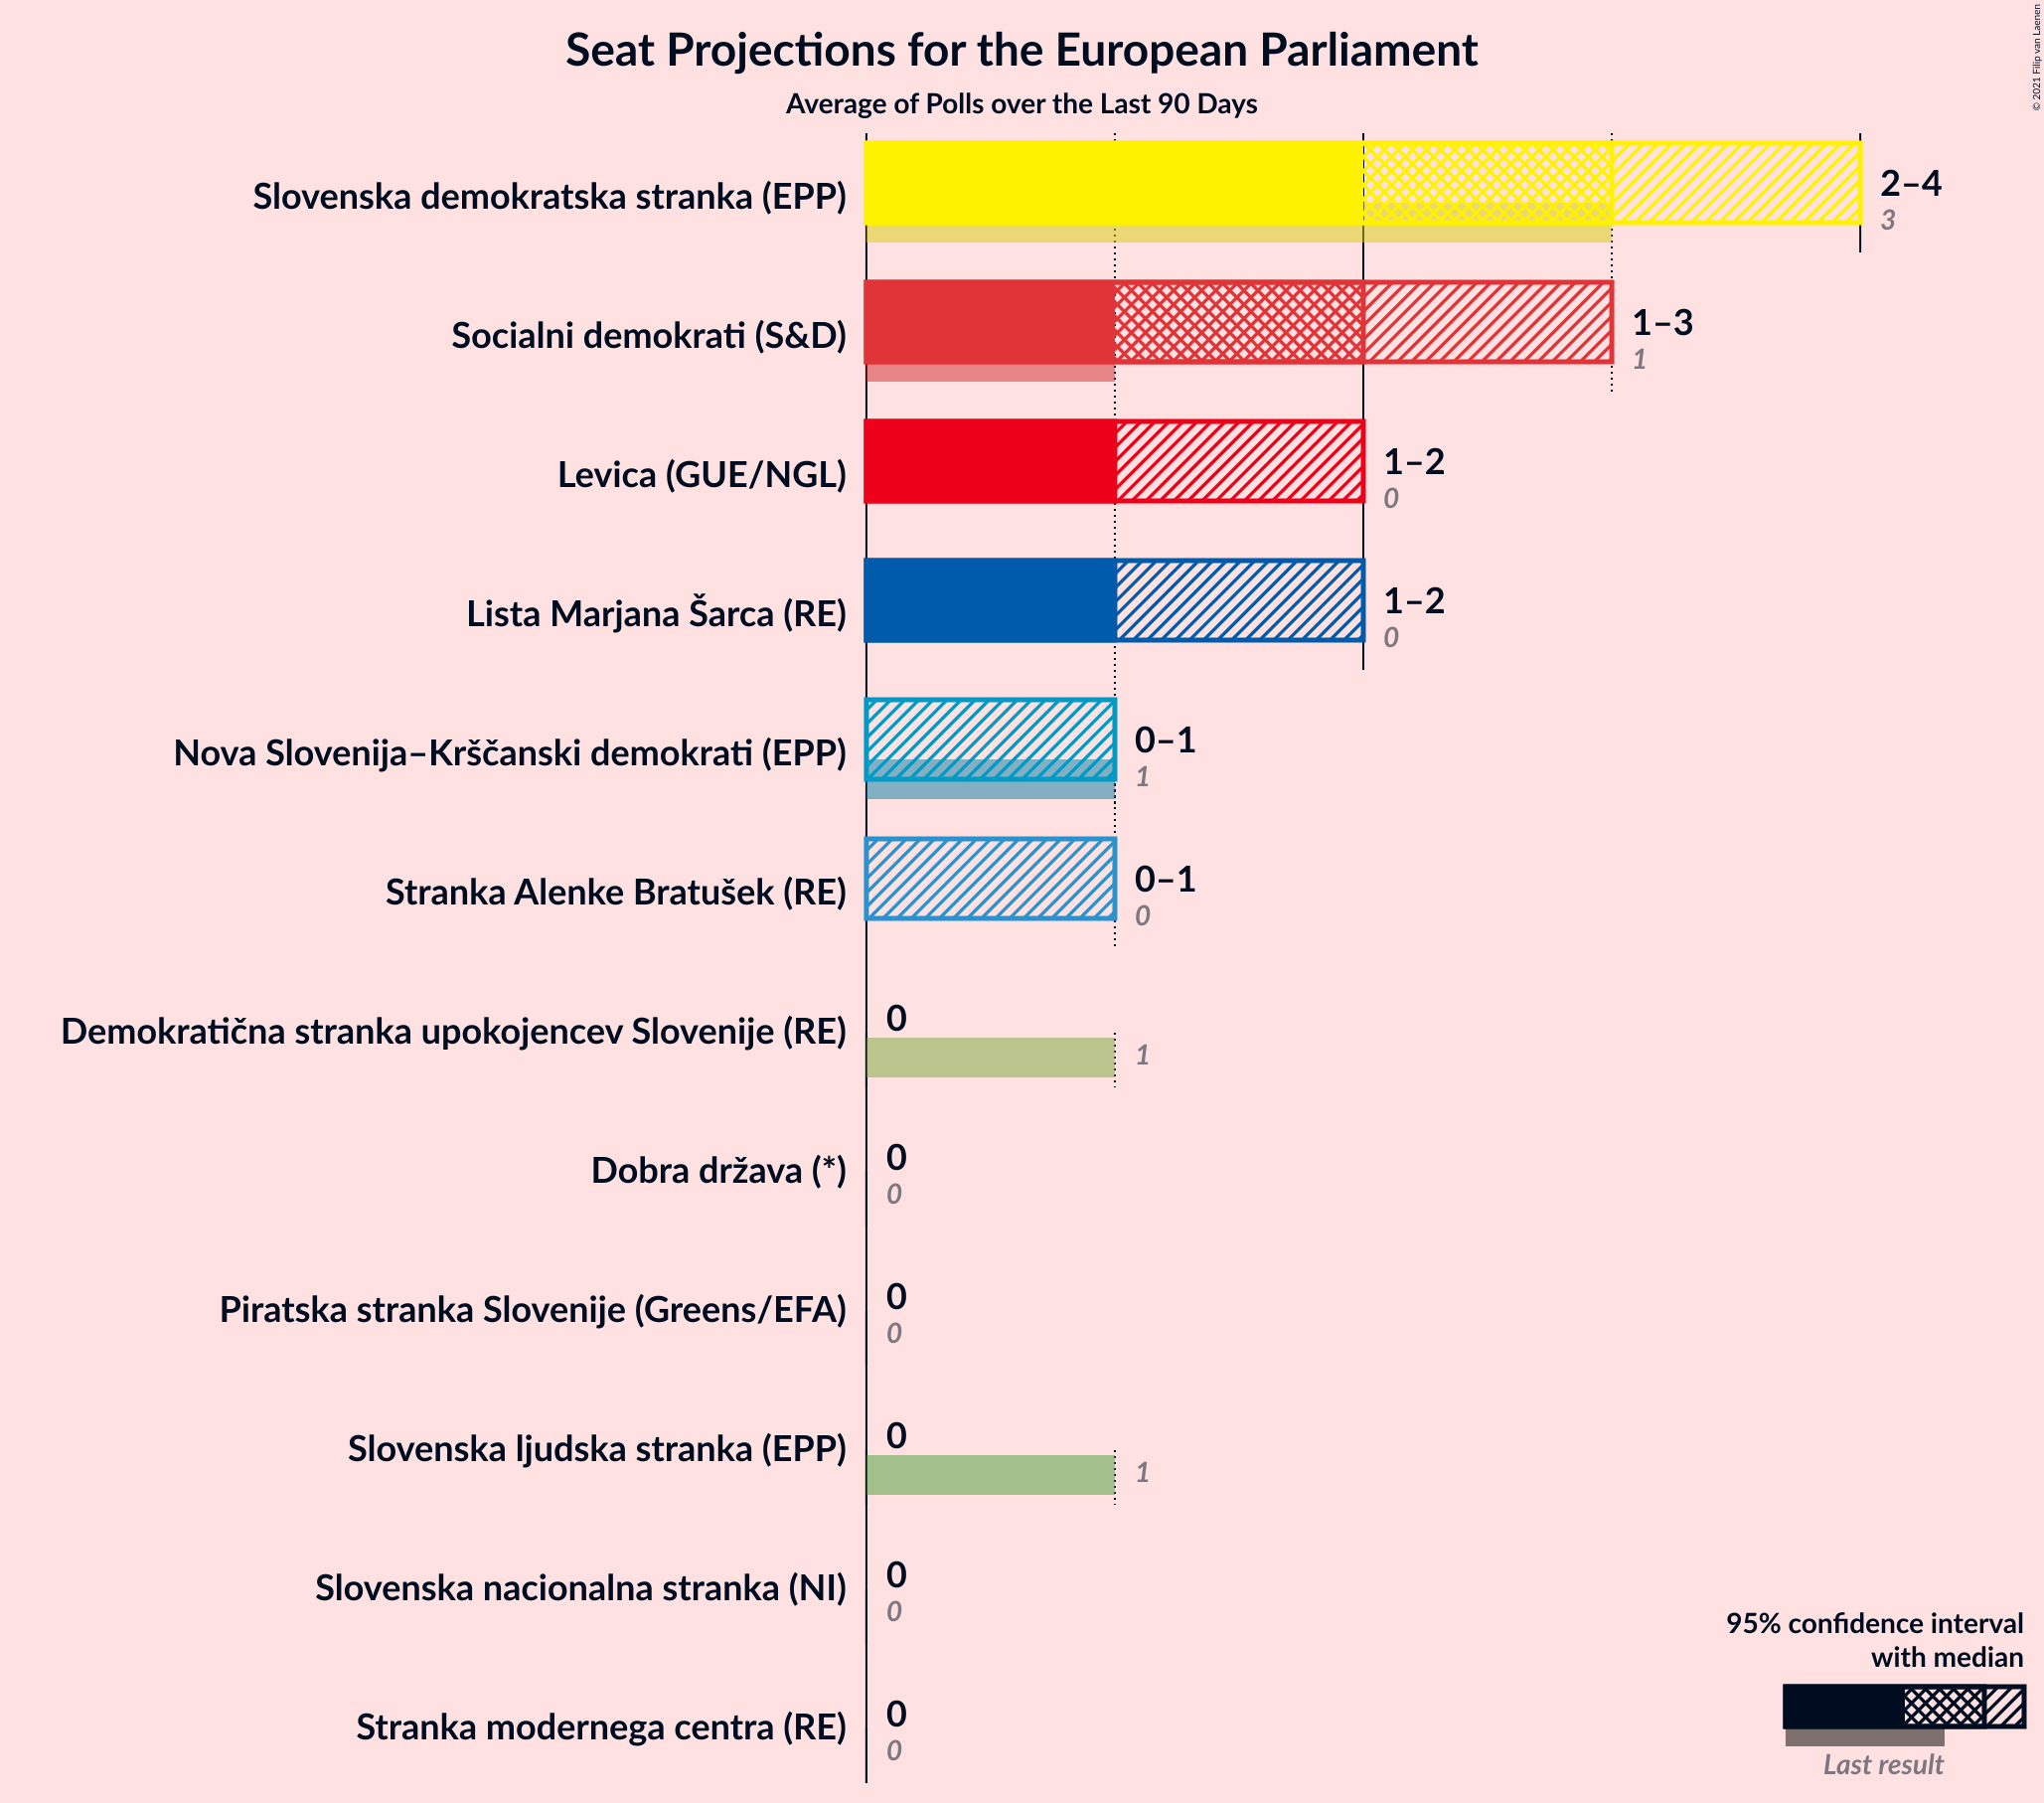 Seat Projections for the European Parliament
Average of Polls over the Last 90 Days
© 2021 Filip van Laenen
Slovenska demokratska stranka (EPP)
2–4
3
Socialni demokrati (S&D)
1–3
1
Levica (GUE/NGL)
1–2
0
Lista Marjana Šarca (RE)
1–2
0
Nova Slovenija–Krščanski demokrati (EPP)
0–1
1
Stranka Alenke Bratušek (RE)
0–1
0
Demokratična stranka upokojencev Slovenije (RE)
0
1
Dobra država (*)
0
0
Piratska stranka Slovenije (Greens/EFA)
0
0
Slovenska ljudska stranka (EPP)
0
1
Slovenska nacionalna stranka (NI)
0
0
Stranka modernega centra (RE)
0
0
95% confidence interval
with median
Last result